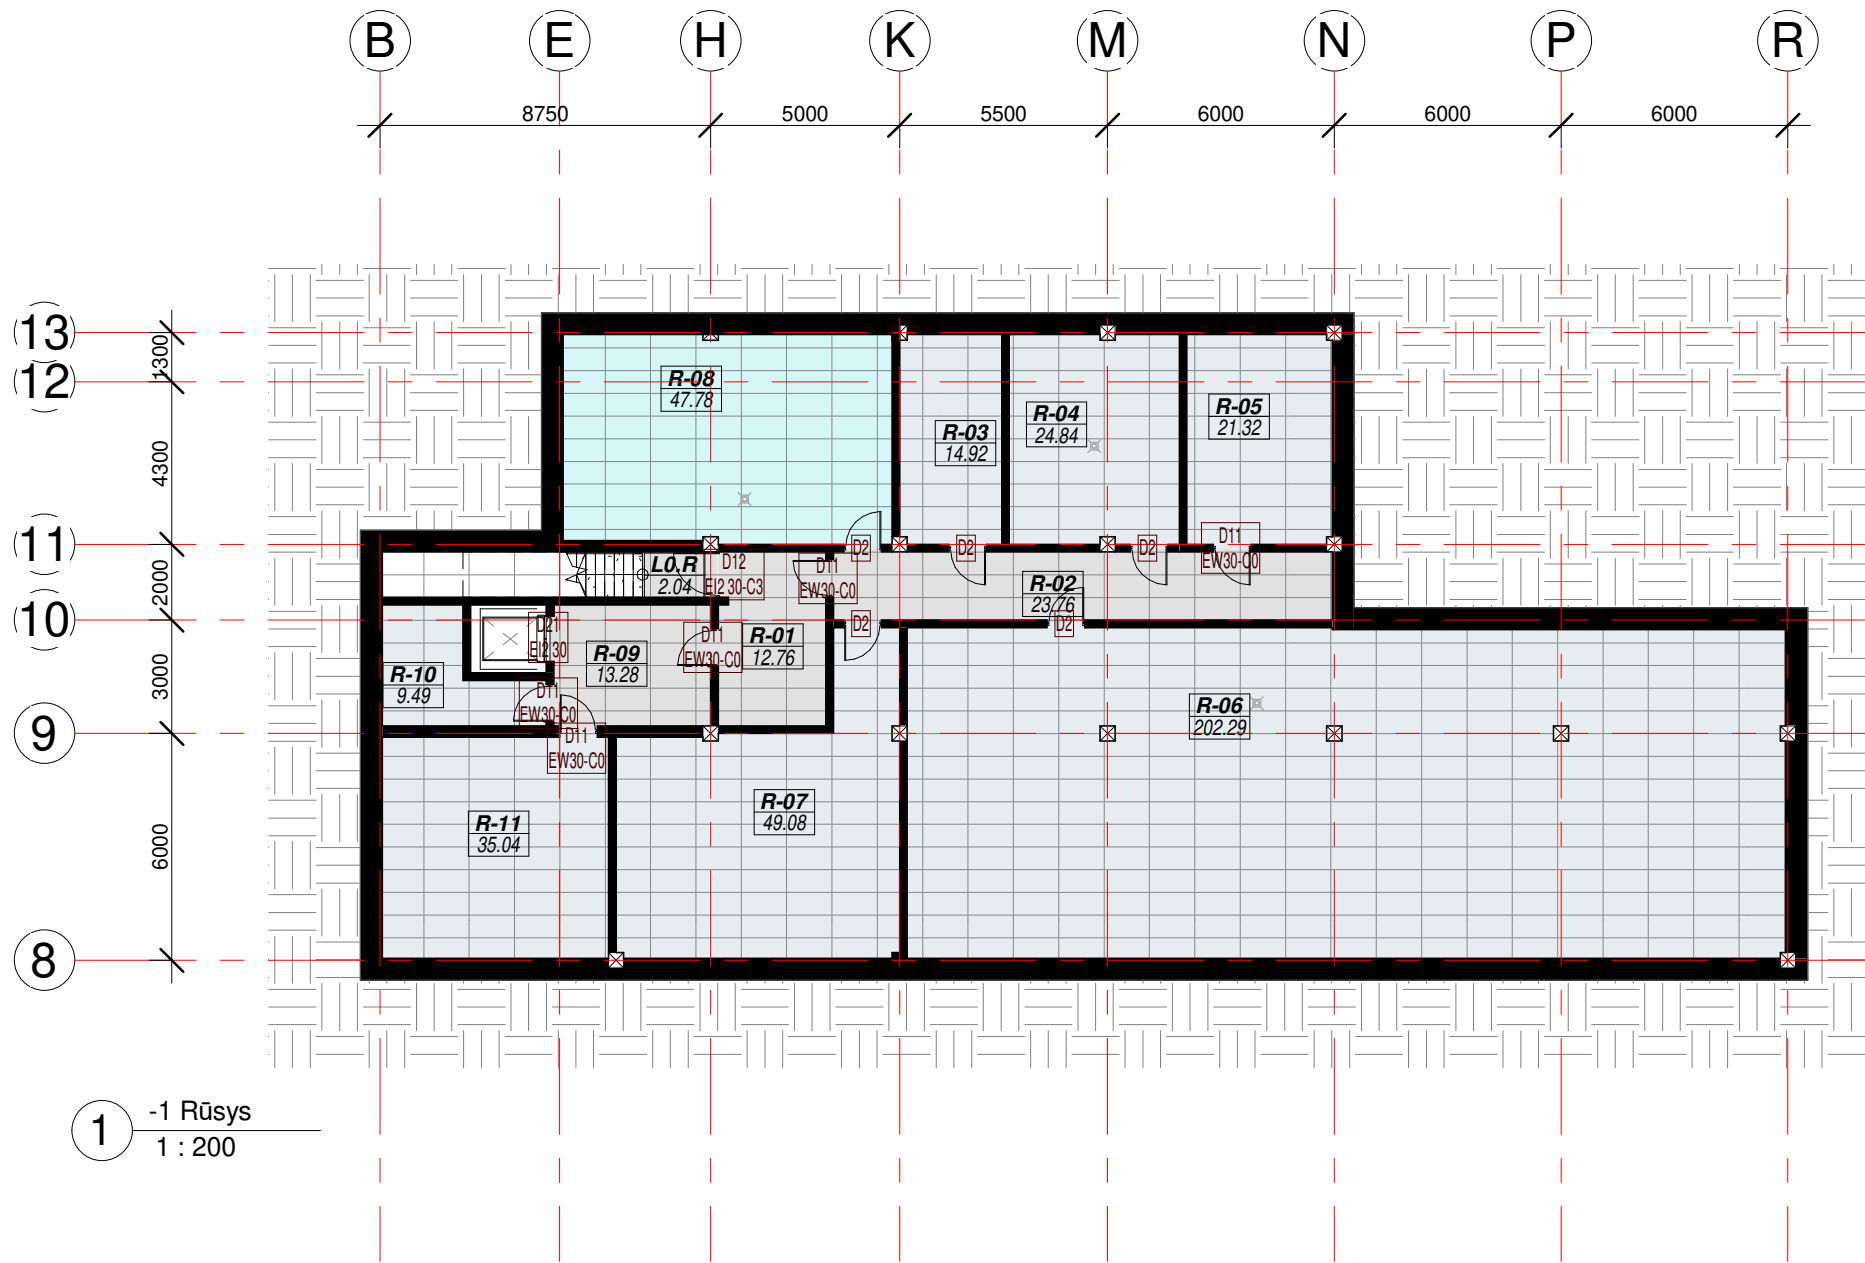 B E H K M N P R
8750 5000 5500 6000 6000 6000
13
1300
12
4300
11
2000
10
3000
9
6000
8
R-08
47.78
R-03
14.92
R-04
24.84
R-05
21.32
L0.R
2.04
D12
EI2 30-C3
D11
EW30-C0
D2
D2
D2
D11
EW30-C0
R-02
23.76
D21
EI2 30
R-09
13.28
D11
EW30-C0
R-01
12.76
D2
D2
R-10
9.49
D11
EW30-C0
D11
EW30-C0
R-06
202.29
R-11
35.04
R-07
49.08
1
-1 Rūsys
1 : 200